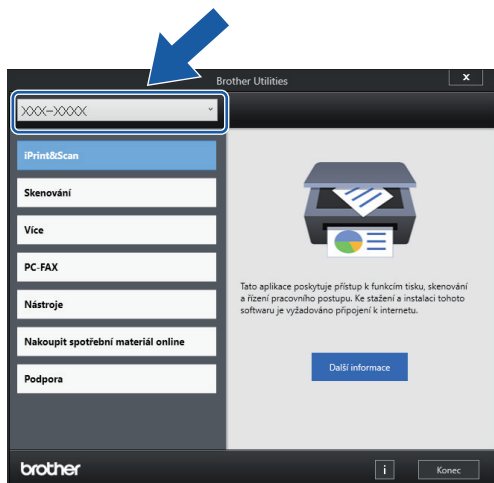 Brother Utilities
x
XXX-XXXX
iPrint&Scan
Skenování
Více
PC-FAX
Nástroje
Nakoupit spotřební materiál online
Podpora
Tato aplikace poskytuje přístup k funkcím tisku, skenování
a řízení pracovního postupu. Ke stažení a instalaci tohoto
softwaru je vyžadováno připojení k internetu.
Další informace
brother
i
Konec